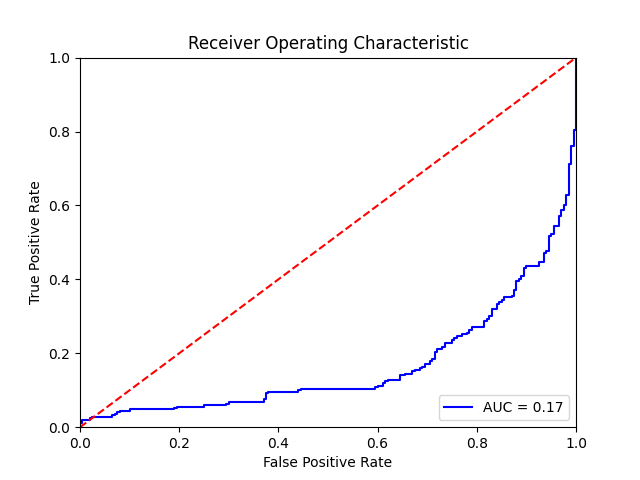 Receiver Operating Characteristic
1.0
0.8
0.6
0.4
0.2
0.0
True Positive Rate
AUC = 0.17
0.0 0.2 0.4 0.6 0.8 1.0
False Positive Rate